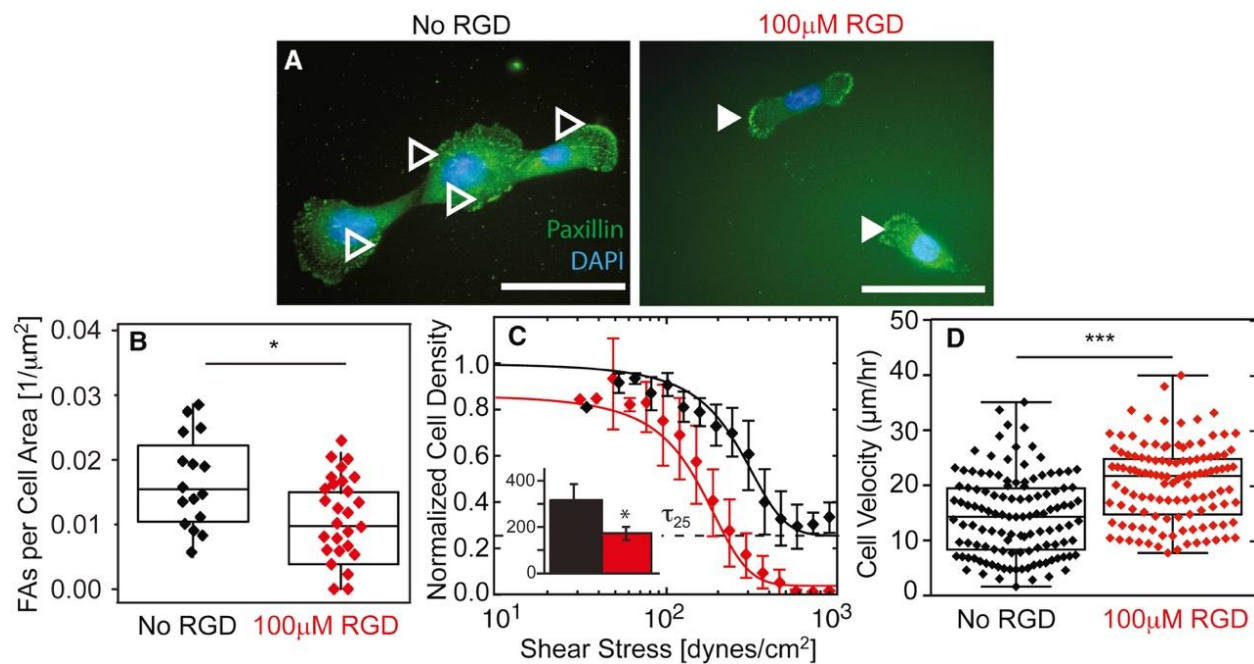 No RGD
100μM RGD
A
Paxillin
DAPI
B
FAs per Cell Area [1/μm²]
0.04
0.03
0.02
0.01
0.00
*
No RGD
100μM RGD
C
Normalized Cell Density
1.0
0.8
0.6
0.4
0.2
0.0
400
200
0
*
τ25
10¹
10²
10³
Shear Stress [dynes/cm²]
D
Cell Velocity (μm/hr)
50
40
30
20
10
0
***
No RGD
100μM RGD